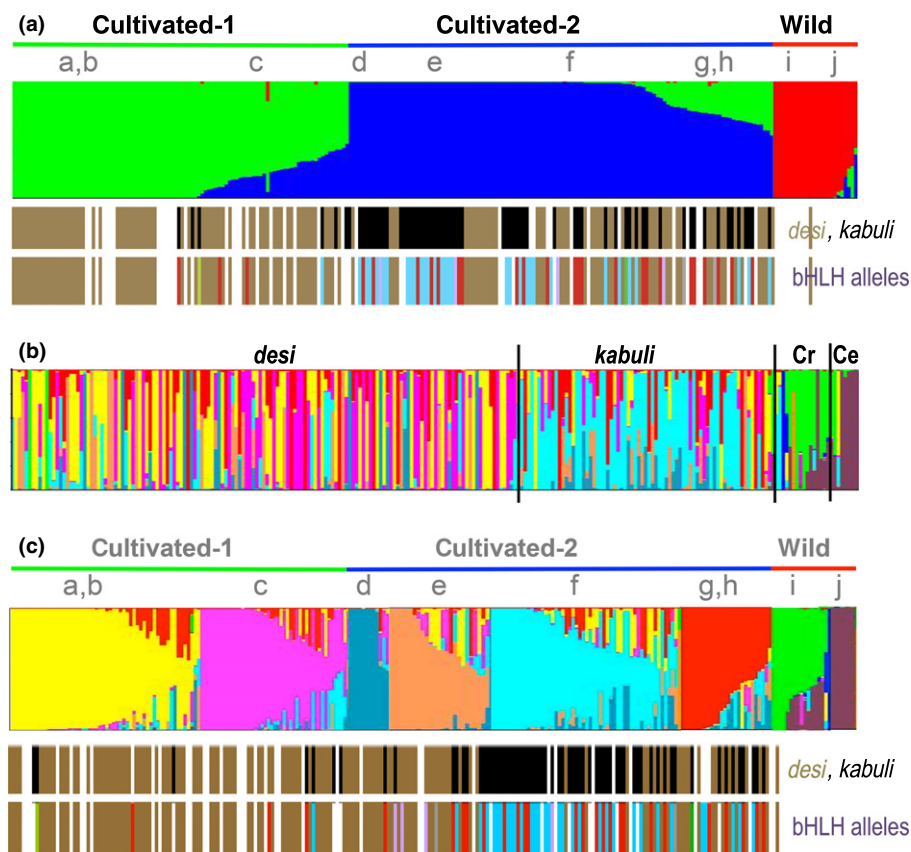 (a) Cultivated-1 Cultivated-2 Wild
a,b c d e f g,h i j
desi, kabuli
bHLH alleles
(b) desi kabuli Cr Ce
(c) Cultivated-1 Cultivated-2 Wild
a,b c d e f g,h i j
desi, kabuli
bHLH alleles